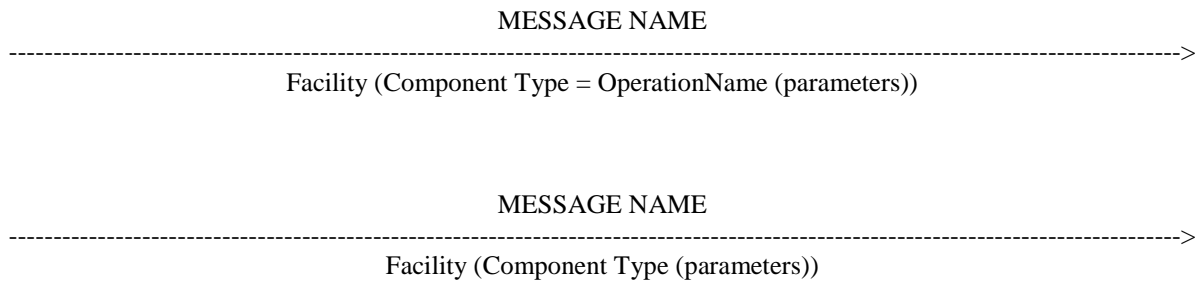 MESSAGE NAME
----------------------------------------------------------------------------------------------------------------------------------->
Facility (Component Type = OperationName (parameters))
MESSAGE NAME
----------------------------------------------------------------------------------------------------------------------------------->
Facility (Component Type (parameters))